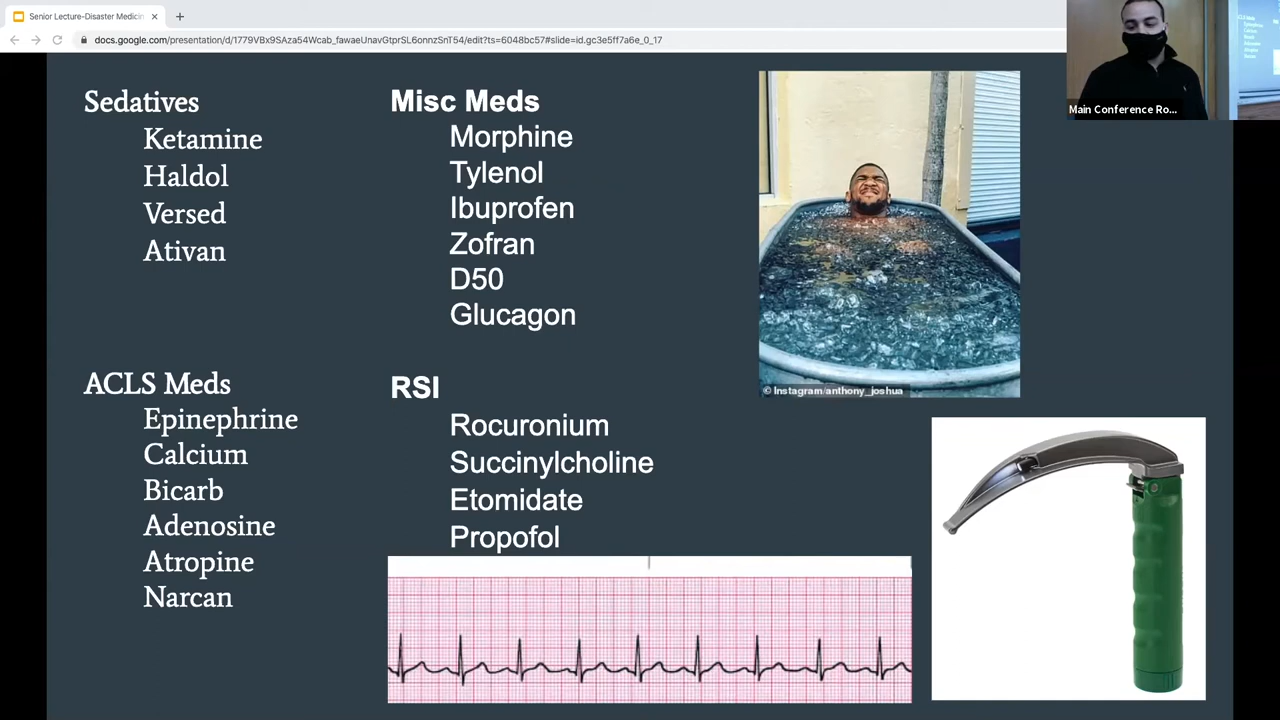 Senior Lecture-Disaster Medicin
docs.google.com/presentation/d/1779VBx9SAza54Wcab_fawaeUnavGtprSL6onnzSnT54/edit?ts=6048bc57#slide=id.gc3e5ff7a6e_0_17
Main Conference Ro...
Sedatives
Ketamine
Haldol
Versed
Ativan
Misc Meds
Morphine
Tylenol
Ibuprofen
Zofran
D50
Glucagon
© Instagram/anthony_joshua
ACLS Meds
Epinephrine
Calcium
Bicarb
Adenosine
Atropine
Narcan
RSI
Rocuronium
Succinylcholine
Etomidate
Propofol